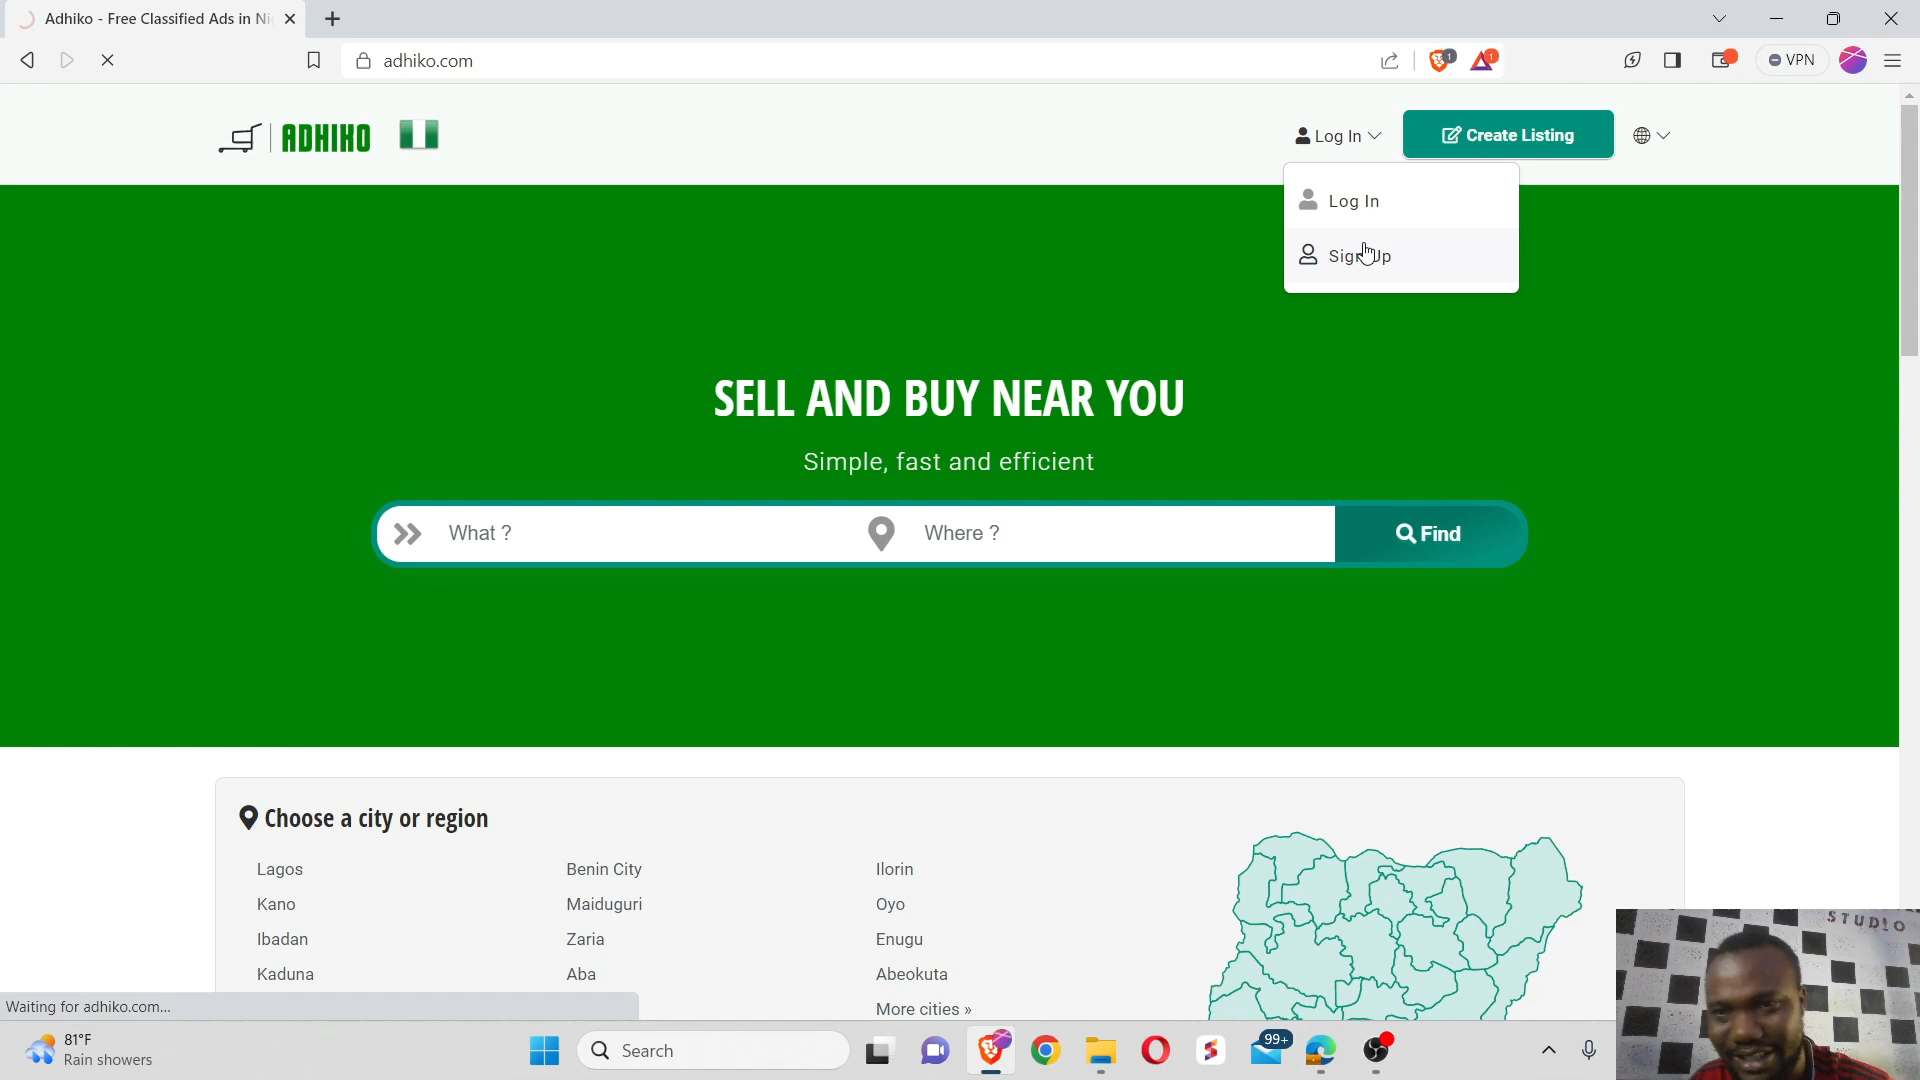 Adhiko - Free Classified Ads in Ni
adhiko.com
1
1
VPN
ADHIKO
Log In
Create Listing
Log In
Sign Up
SELL AND BUY NEAR YOU
Simple, fast and efficient
What ?
Where ?
Find
Choose a city or region
Lagos
Benin City
Ilorin
Kano
Maiduguri
Oyo
Ibadan
Zaria
Enugu
Kaduna
Aba
Abeokuta
More cities »
Waiting for adhiko.com...
STUDIO
81°F
Rain showers
Search
99+